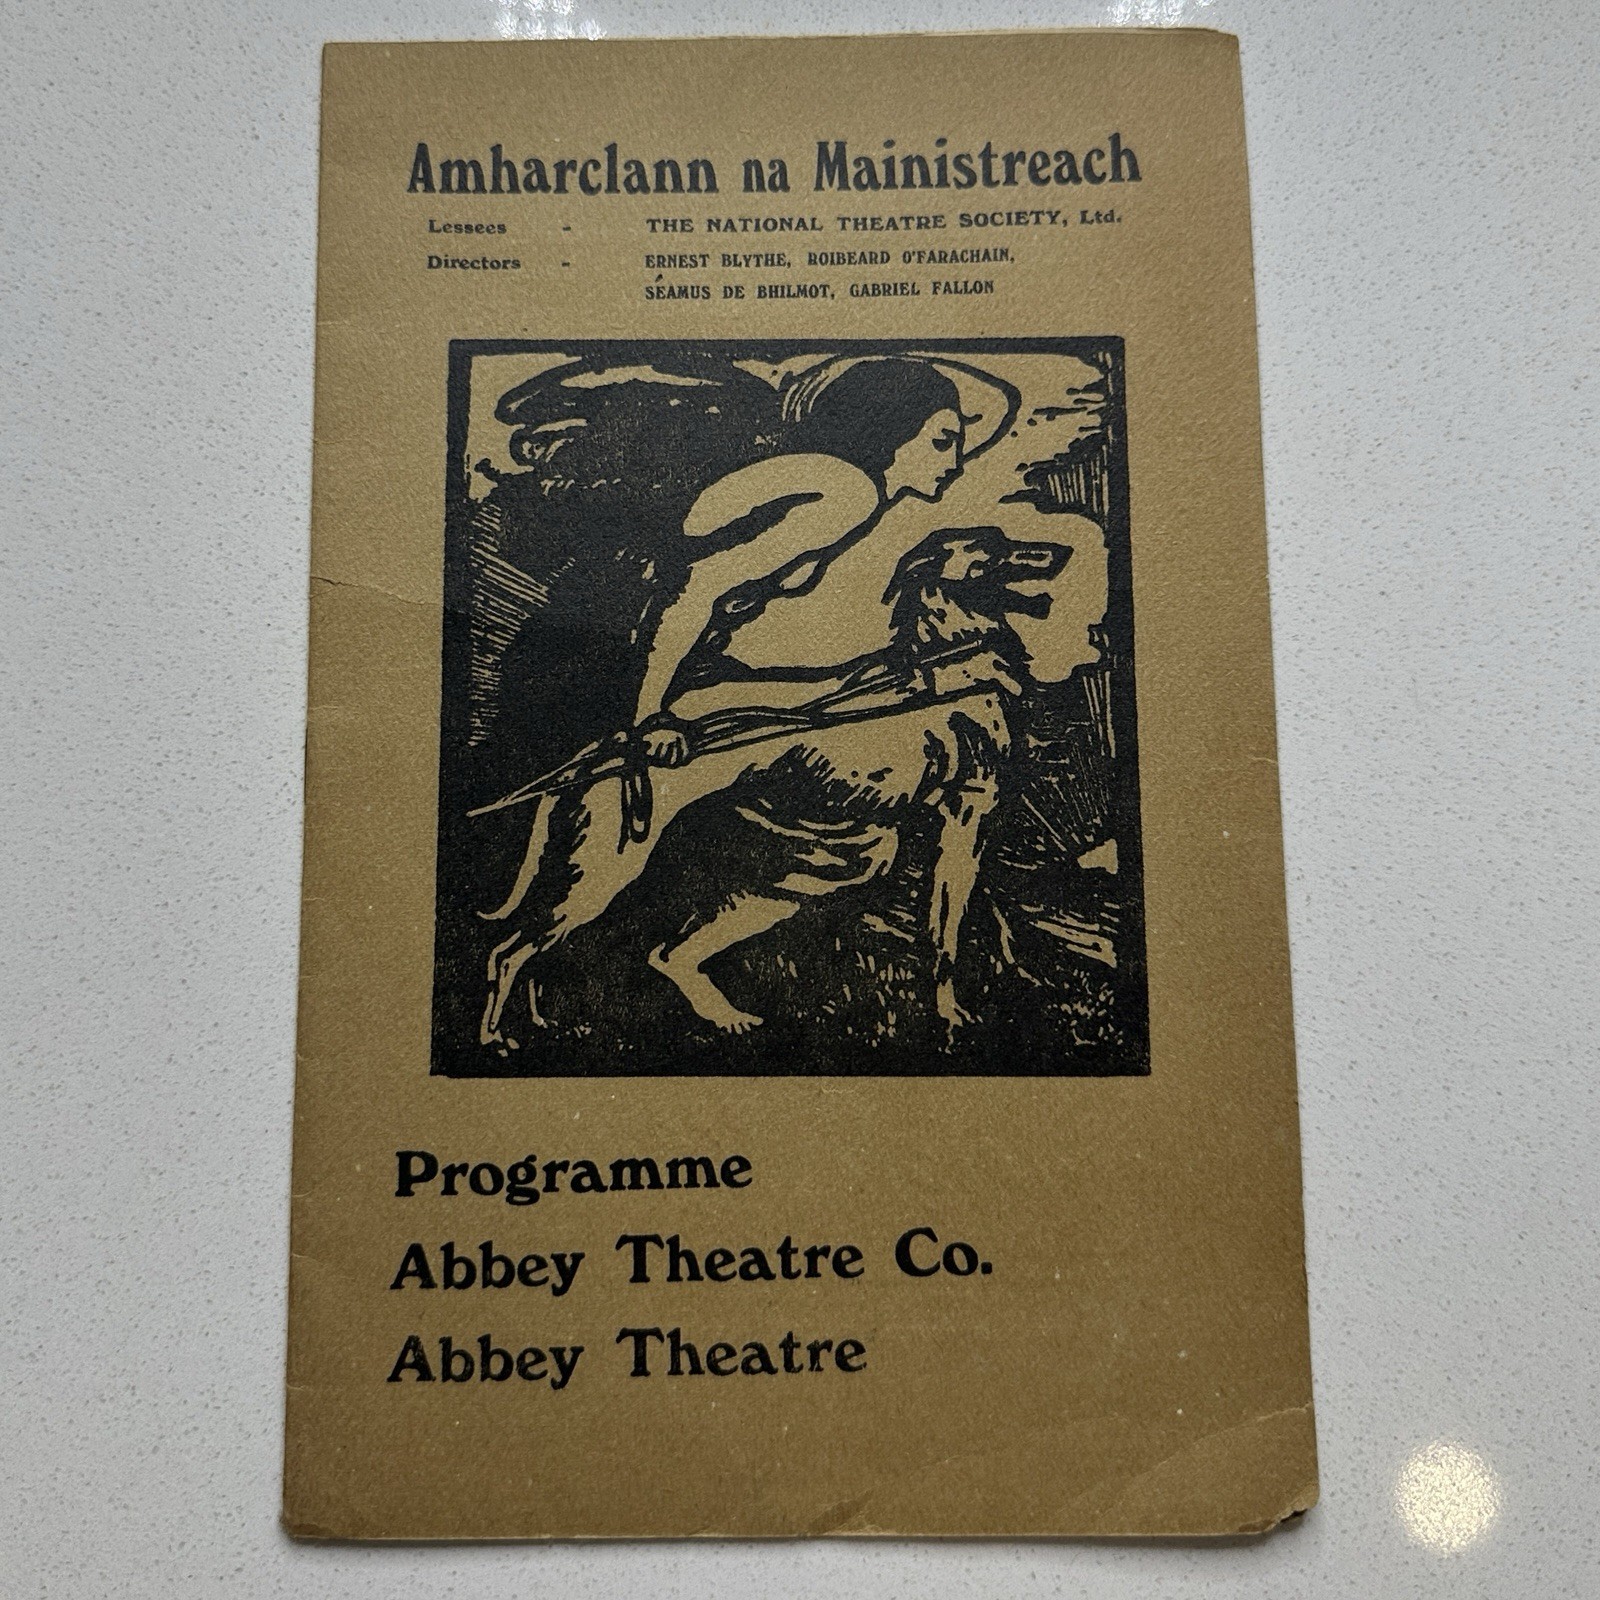 Amharclann na Mainistreach
Lessees - THE NATIONAL THEATRE SOCIETY, Ltd.
Directors - ERNEST BLYTHE, ROIBEARD O'FARACHAIN,
SÉAMUS DE BHILMOT, GABRIEL FALLON
Programme
Abbey Theatre Co.
Abbey Theatre